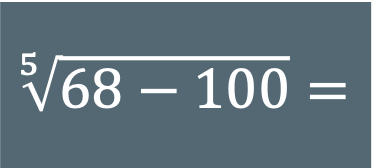 ⁵√68 − 100 =